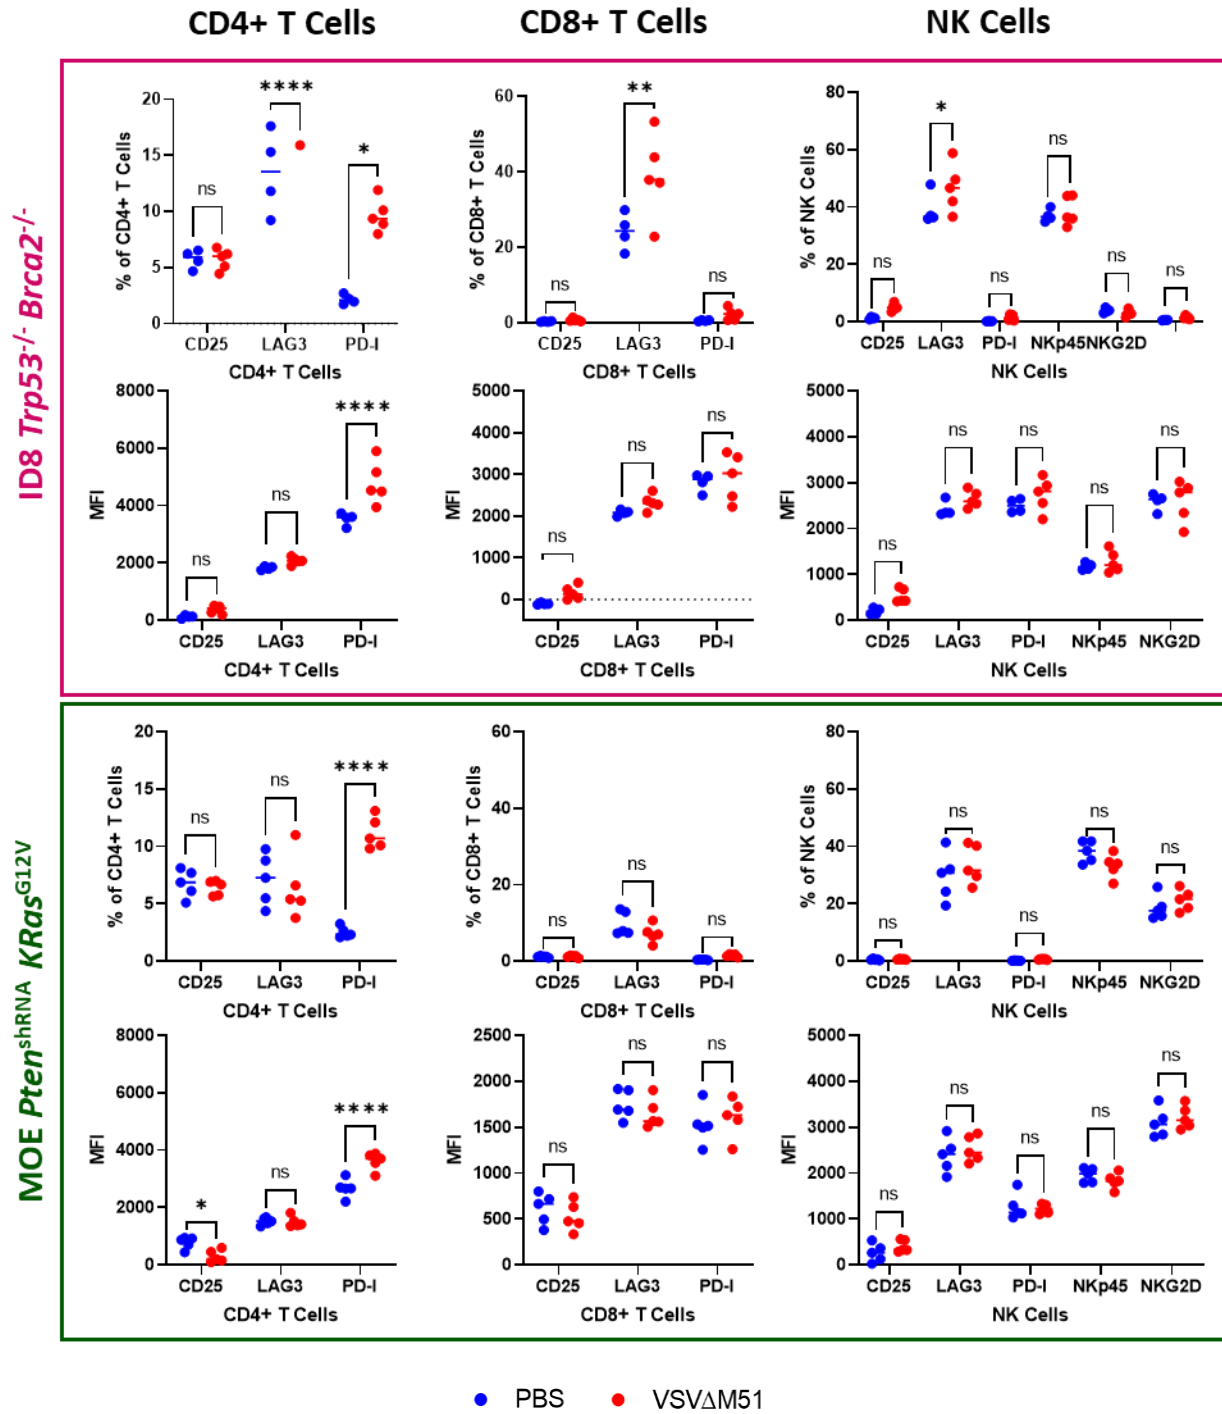 CD4+ T Cells CD8+ T Cells NK Cells
ID8 Trp53-/- Brca2-/-
% of CD4+ T Cells
20
15
10
5
0
ns
****
*
CD25 LAG3 PD-I
CD4+ T Cells
% of CD8+ T Cells
60
40
20
0
ns
**
ns
CD25 LAG3 PD-I
CD8+ T Cells
% of NK Cells
80
60
40
20
0
ns
*
ns
ns
ns
ns
CD25 LAG3 PD-I NKp45NKG2D
NK Cells
MFI
8000
6000
4000
2000
0
ns
ns
****
CD25 LAG3 PD-I
CD4+ T Cells
MFI
5000
4000
3000
2000
1000
0
ns
ns
ns
CD25 LAG3 PD-I
CD8+ T Cells
MFI
5000
4000
3000
2000
1000
0
ns
ns
ns
ns
ns
CD25 LAG3 PD-I NKp45 NKG2D
NK Cells
MOE PtenshRNA KRasG12V
% of CD4+ T Cells
20
15
10
5
0
ns
ns
****
CD25 LAG3 PD-I
CD4+ T Cells
% of CD8+ T Cells
60
40
20
0
ns
ns
ns
CD25 LAG3 PD-I
CD8+ T Cells
% of NK Cells
80
60
40
20
0
ns
ns
ns
ns
ns
CD25 LAG3 PD-I NKp45 NKG2D
NK Cells
MFI
8000
6000
4000
2000
0
*
ns
****
CD25 LAG3 PD-I
CD4+ T Cells
MFI
2500
2000
1500
1000
500
0
ns
ns
ns
CD25 LAG3 PD-I
CD8+ T Cells
MFI
5000
4000
3000
2000
1000
0
ns
ns
ns
ns
ns
CD25 LAG3 PD-I NKp45 NKG2D
NK Cells
PBS VSVΔM51